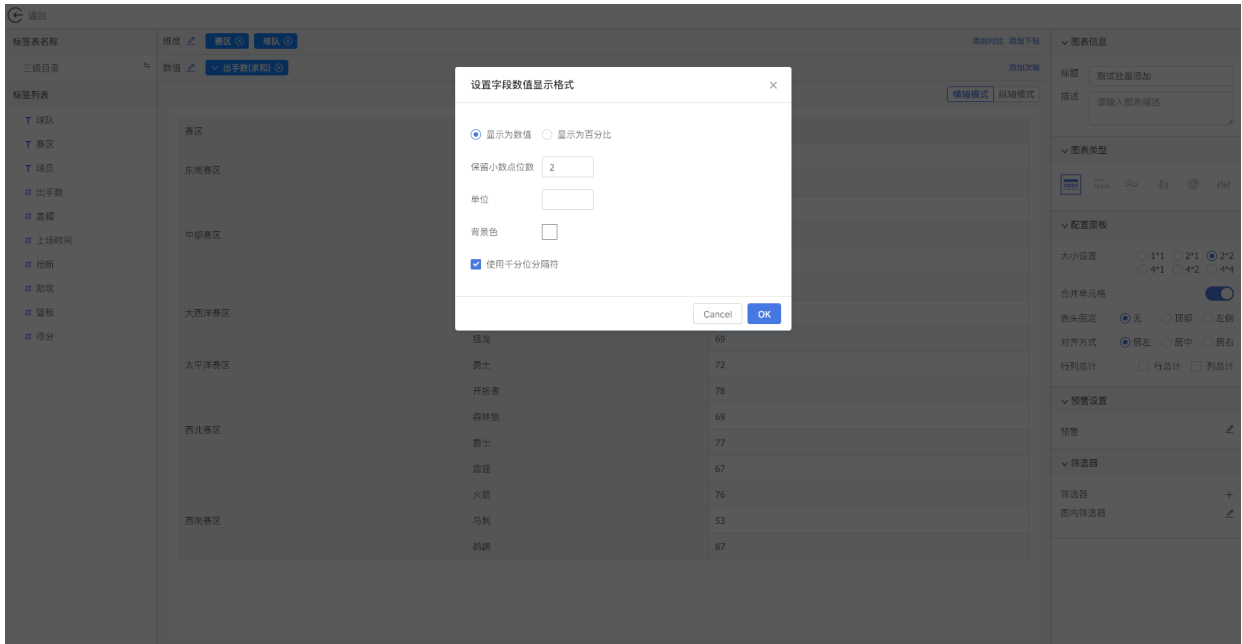 返回
标签表名称
三级目录
标签列表
T 球队
T 赛区
T 球员
# 出手数
# 盖帽
# 上场时间
# 抢断
# 助攻
# 篮板
# 得分
维度 赛区 球队 添加对比 添加下钻
数值 出手数(求和) 添加次轴
横轴模式 纵轴模式
设置字段数值显示格式
显示为数值 显示为百分比
保留小数点位数 2
单位
背景色
使用千分位分隔符
Cancel OK
赛区
东南赛区
中部赛区
大西洋赛区
猛龙 69
太平洋赛区 勇士 72
开拓者 78
西北赛区
森林狼 69
爵士 77
雷霆 67
火箭 76
西南赛区 马刺 53
鹈鹕 87
图表信息
标题 测试批量添加
描述 请输入图表描述
图表类型
配置面板
大小设置 1*1 2*1 2*2
4*1 4*2 4*4
合并单元格
表头固定 无 顶部 左侧
对齐方式 居左 居中 居右
行列总计 行总计 列总计
预警设置
预警
筛选器
筛选器
图内筛选器